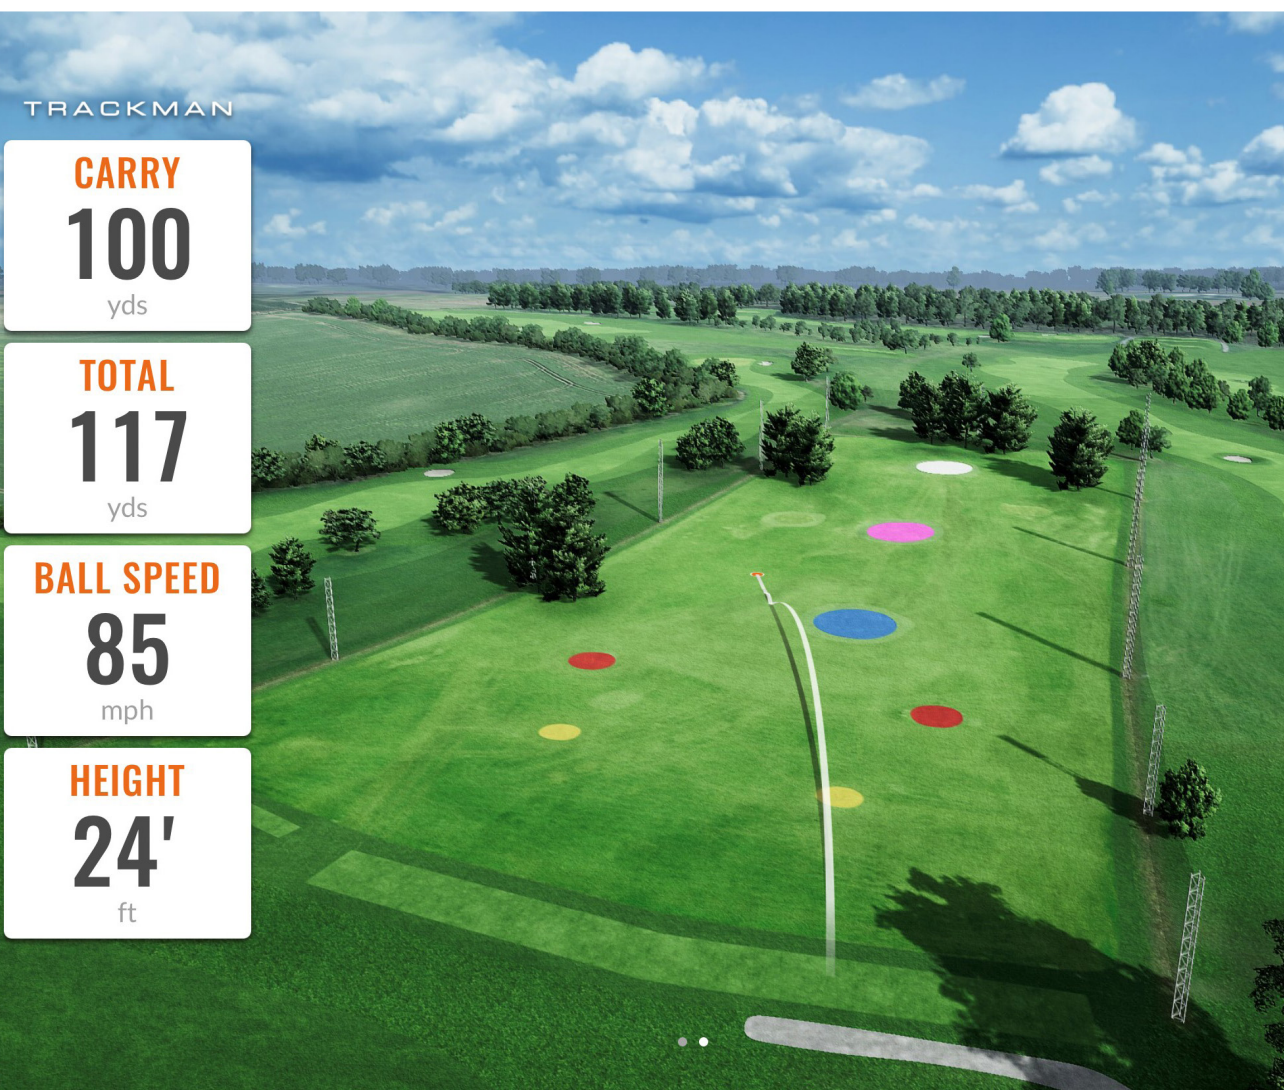 TRACKMAN
CARRY
100
yds
TOTAL
117
yds
BALL SPEED
85
mph
HEIGHT
24'
ft